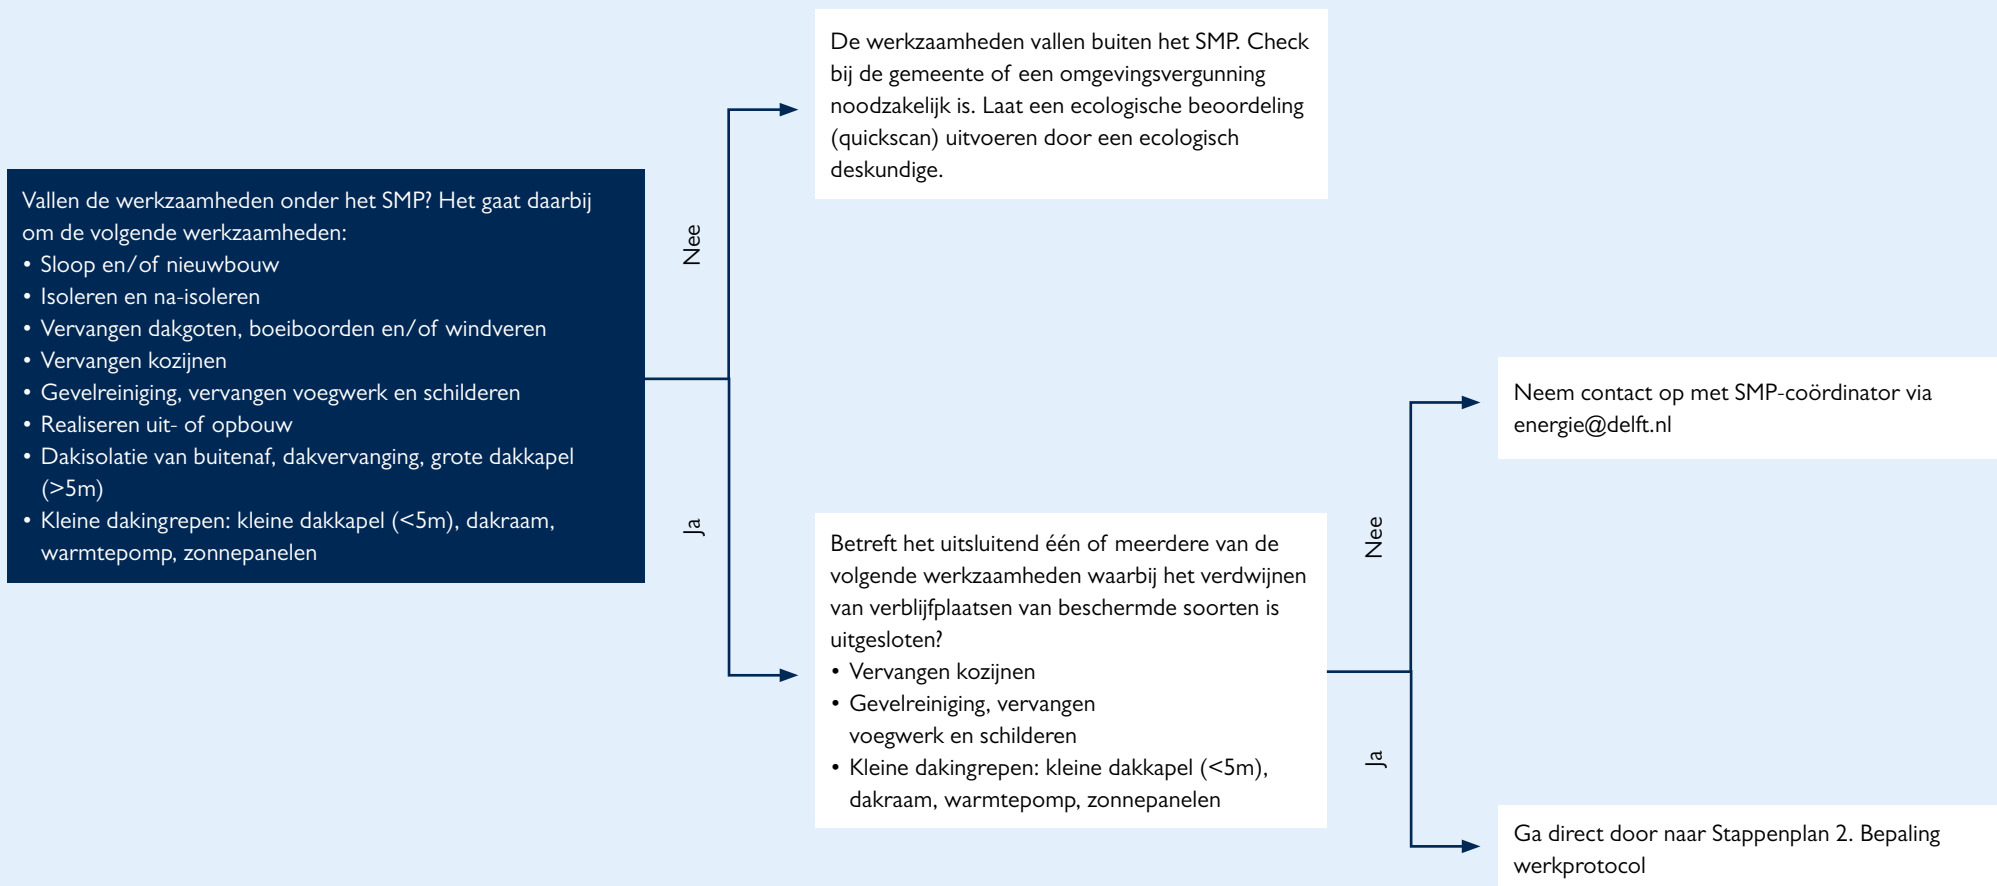 Vallen de werkzaamheden onder het SMP? Het gaat daarbij
om de volgende werkzaamheden:
• Sloop en/of nieuwbouw
• Isoleren en na-isoleren
• Vervangen dakgoten, boeiboorden en/of windveren
• Vervangen kozijnen
• Gevelreiniging, vervangen voegwerk en schilderen
• Realiseren uit- of opbouw
• Dakisolatie van buitenaf, dakvervanging, grote dakkapel
(>5m)
• Kleine dakingrepen: kleine dakkapel (<5m), dakraam,
warmtepomp, zonnepanelen
Nee
De werkzaamheden vallen buiten het SMP. Check
bij de gemeente of een omgevingsvergunning
noodzakelijk is. Laat een ecologische beoordeling
(quickscan) uitvoeren door een ecologisch
deskundige.
Ja
Betreft het uitsluitend één of meerdere van de
volgende werkzaamheden waarbij het verdwijnen
van verblijfplaatsen van beschermde soorten is
uitgesloten?
• Vervangen kozijnen
• Gevelreiniging, vervangen
voegwerk en schilderen
• Kleine dakingrepen: kleine dakkapel (<5m),
dakraam, warmtepomp, zonnepanelen
Nee
Neem contact op met SMP-coördinator via
energie@delft.nl
Ja
Ga direct door naar Stappenplan 2. Bepaling
werkprotocol